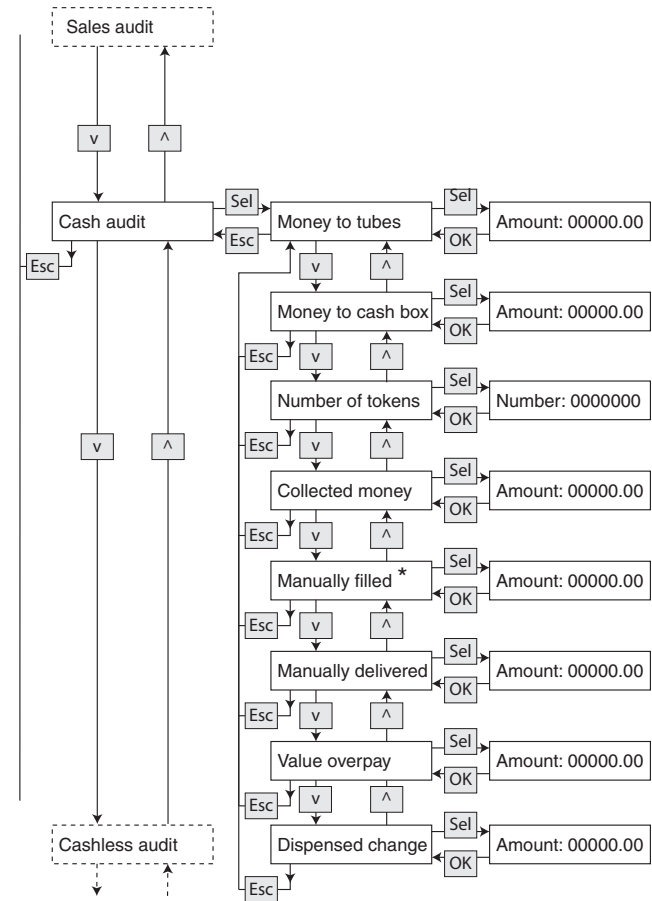 Sales audit
v
^
Cash audit
Sel
Esc
Money to tubes
Sel
OK
Amount: 00000.00
Esc
v
^
Money to cash box
Sel
OK
Amount: 00000.00
Esc
v
^
Number of tokens
Sel
OK
Number: 0000000
Esc
v
^
v
^
Collected money
Sel
OK
Amount: 00000.00
Esc
v
^
Manually filled *
Sel
OK
Amount: 00000.00
Esc
v
^
Manually delivered
Sel
OK
Amount: 00000.00
Esc
v
^
Value overpay
Sel
OK
Amount: 00000.00
Esc
v
^
Cashless audit
Dispensed change
Sel
OK
Amount: 00000.00
Esc